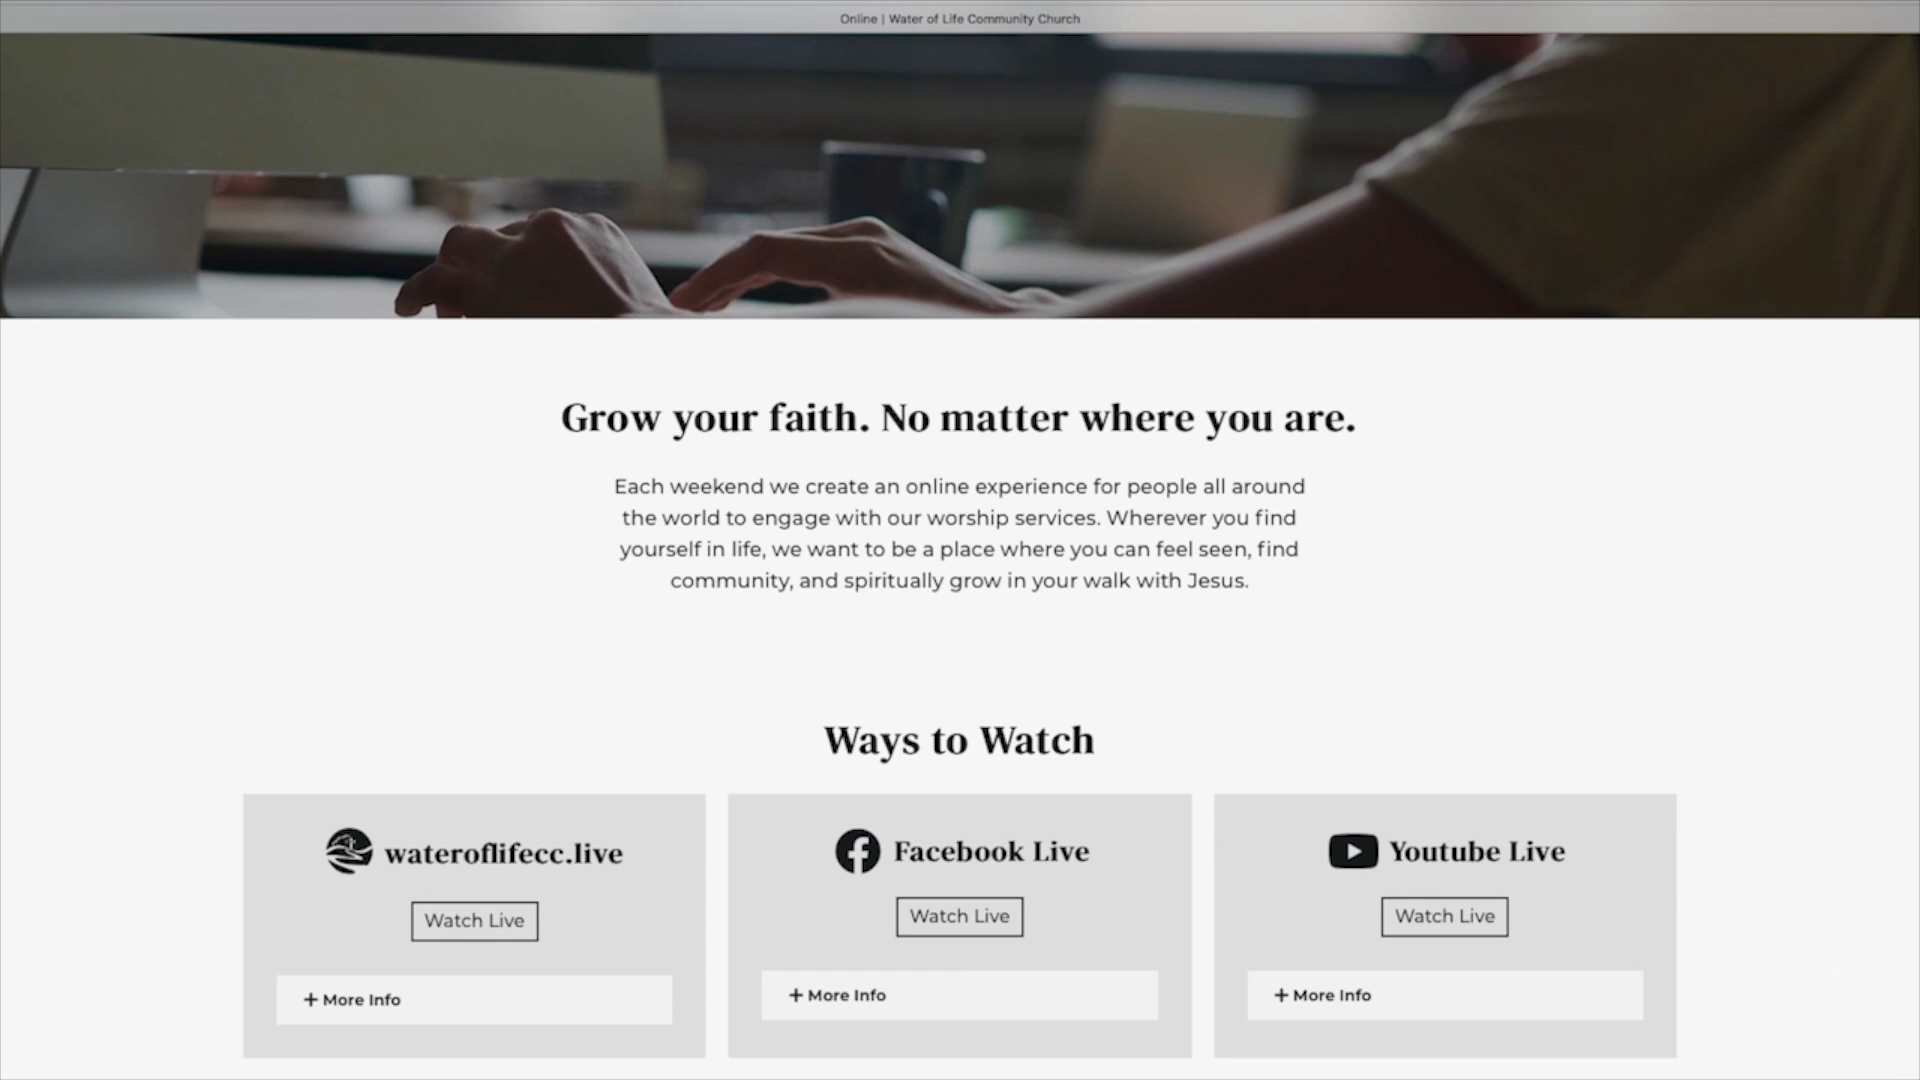 Online | Water of Life Community Church
Grow your faith. No matter where you are.
Each weekend we create an online experience for people all around
the world to engage with our worship services. Wherever you find
yourself in life, we want to be a place where you can feel seen, find
community, and spiritually grow in your walk with Jesus.
Ways to Watch
wateroflifecc.live
Watch Live
+ More Info
Facebook Live
Watch Live
+ More Info
Youtube Live
Watch Live
+ More Info